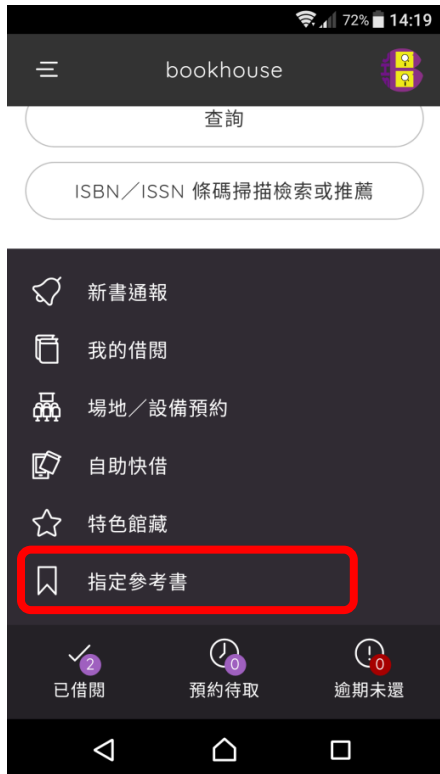 72% 14:19
bookhouse
查詢
ISBN／ISSN 條碼掃描檢索或推薦
新書通報
我的借閱
場地／設備預約
自助快借
特色館藏
指定參考書
2 0 0
已借閱 預約待取 逾期未還